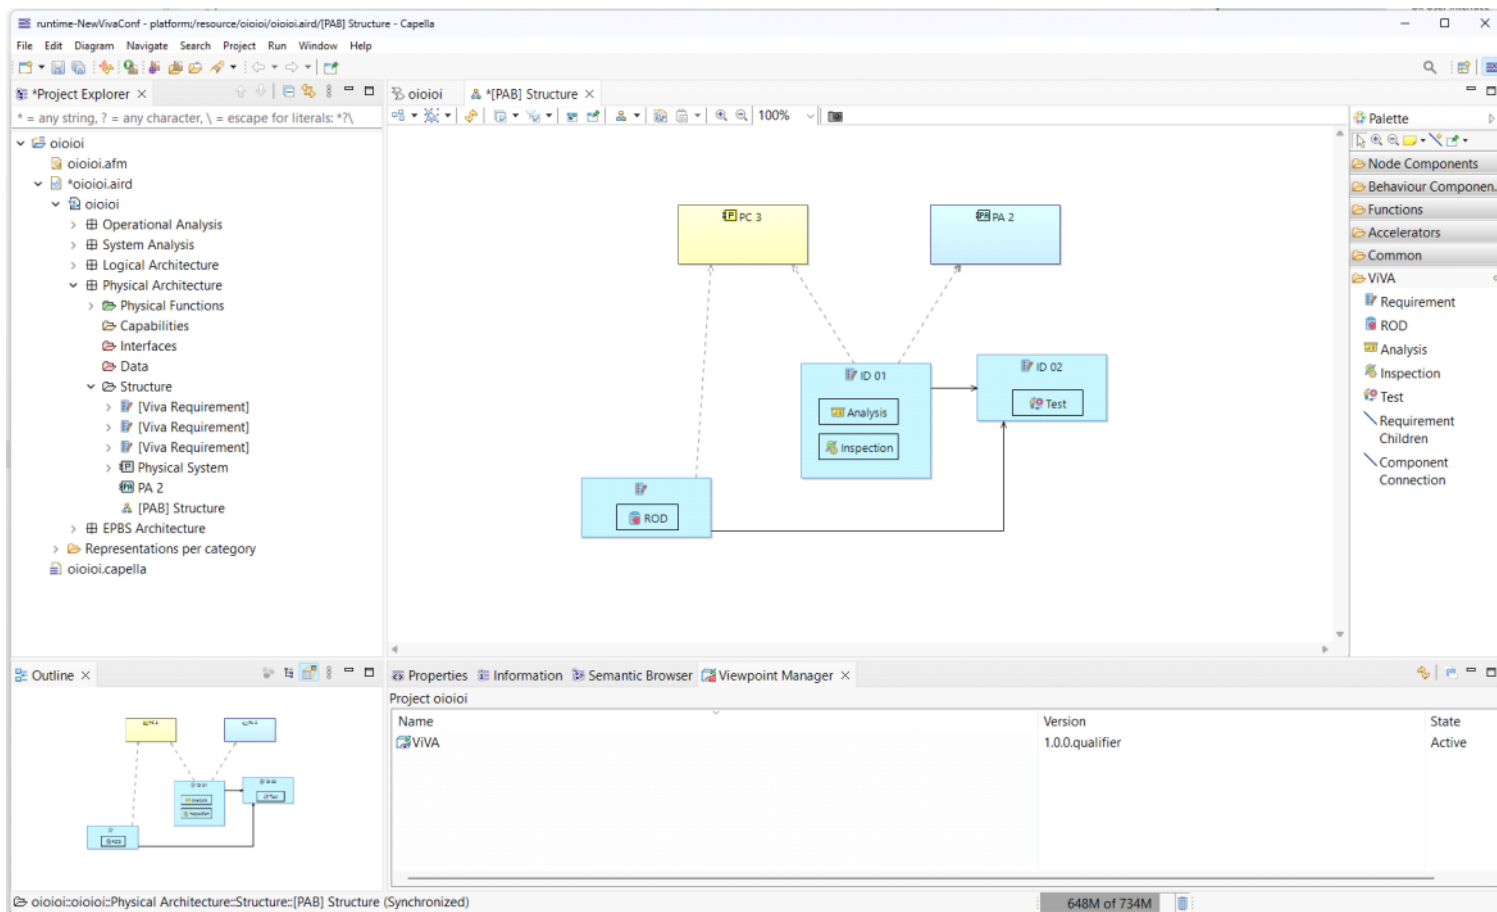 runtime-NewVivaConf - platform:/resource/oioioi/oioioi.aird/[PAB] Structure - Capella
File Edit Diagram Navigate Search Project Run Window Help
*Project Explorer
* = any string, ? = any character, \ = escape for literals: *?\
oioioi
oioioi.afm
*oioioi.aird
oioioi
Operational Analysis
System Analysis
Logical Architecture
Physical Architecture
Physical Functions
Capabilities
Interfaces
Data
Structure
[Viva Requirement]
[Viva Requirement]
[Viva Requirement]
Physical System
PA 2
[PAB] Structure
EPBS Architecture
Representations per category
oioioi.capella
oioioi
*[PAB] Structure
100%
PC 3
PA 2
ID 01
Analysis
Inspection
ID 02
Test
ROD
Palette
Node Components
Behaviour Componen..
Functions
Accelerators
Common
ViVA
Requirement
ROD
Analysis
Inspection
Test
Requirement
Children
Component
Connection
Outline
Properties Information Semantic Browser Viewpoint Manager
Project oioioi
Name Version State
ViVA 1.0.0.qualifier Active
oioioi::oioioi::Physical Architecture::Structure::[PAB] Structure (Synchronized)
648M of 734M